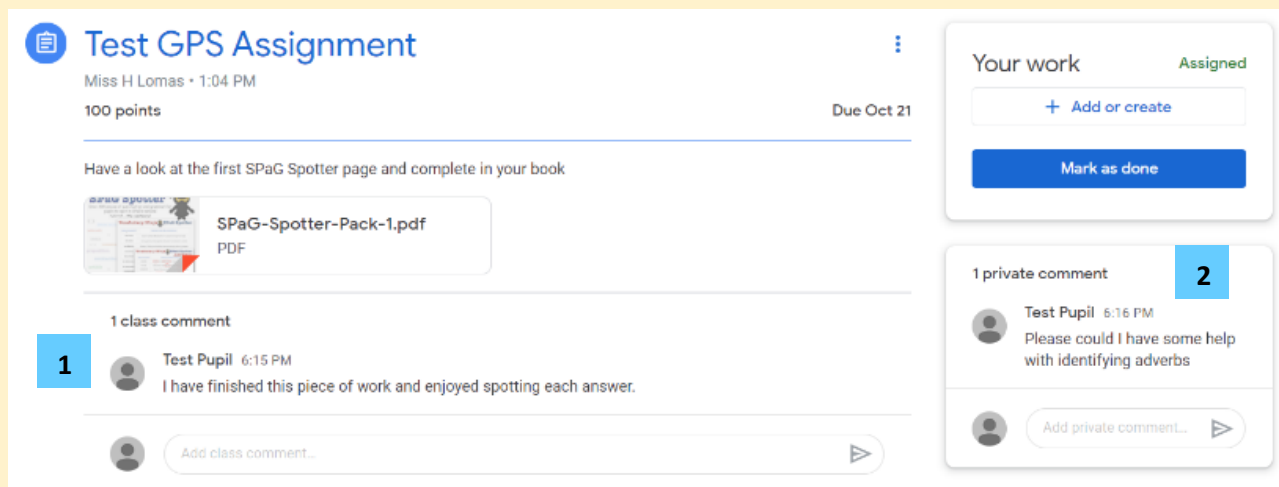 Test GPS Assignment
Miss H Lomas • 1:04 PM
100 points
Due Oct 21
Have a look at the first SPaG Spotter page and complete in your book
SPaG Spotter
SPaG-Spotter-Pack-1.pdf
PDF
1 class comment
1
Test Pupil 6:15 PM
I have finished this piece of work and enjoyed spotting each answer.
Add class comment...
Your work
Assigned
+ Add or create
Mark as done
1 private comment
2
Test Pupil 6:16 PM
Please could I have some help
with identifying adverbs
Add private comment...